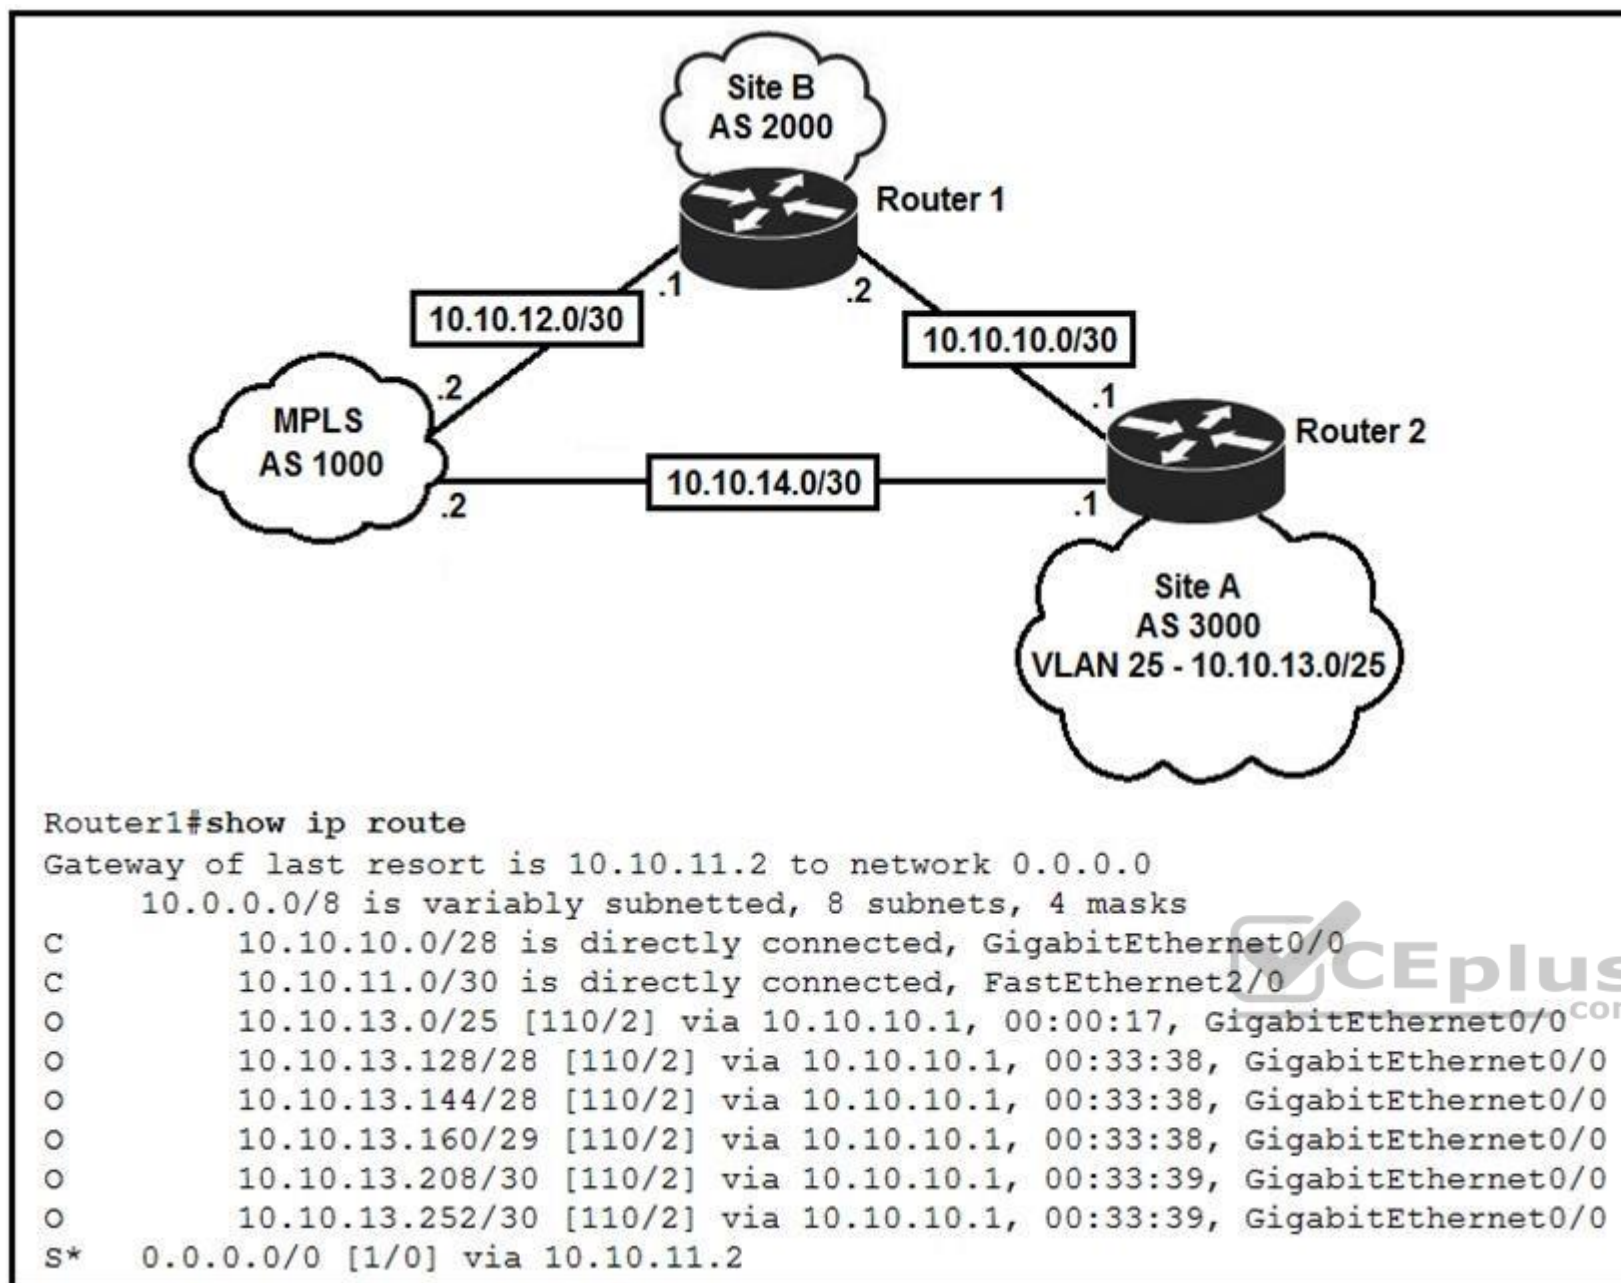 Site B
AS 2000
Router 1
.1
.2
10.10.12.0/30
10.10.10.0/30
.2
.1
MPLS
AS 1000
Router 2
10.10.14.0/30
.2
.1
Site A
AS 3000
VLAN 25 - 10.10.13.0/25
Router1#show ip route
Gateway of last resort is 10.10.11.2 to network 0.0.0.0
10.0.0.0/8 is variably subnetted, 8 subnets, 4 masks
C 10.10.10.0/28 is directly connected, GigabitEthernet0/0
C 10.10.11.0/30 is directly connected, FastEthernet2/0
O 10.10.13.0/25 [110/2] via 10.10.10.1, 00:00:17, GigabitEthernet0/0
O 10.10.13.128/28 [110/2] via 10.10.10.1, 00:33:38, GigabitEthernet0/0
O 10.10.13.144/28 [110/2] via 10.10.10.1, 00:33:38, GigabitEthernet0/0
O 10.10.13.160/29 [110/2] via 10.10.10.1, 00:33:38, GigabitEthernet0/0
O 10.10.13.208/30 [110/2] via 10.10.10.1, 00:33:39, GigabitEthernet0/0
O 10.10.13.252/30 [110/2] via 10.10.10.1, 00:33:39, GigabitEthernet0/0
S* 0.0.0.0/0 [1/0] via 10.10.11.2
CEplus